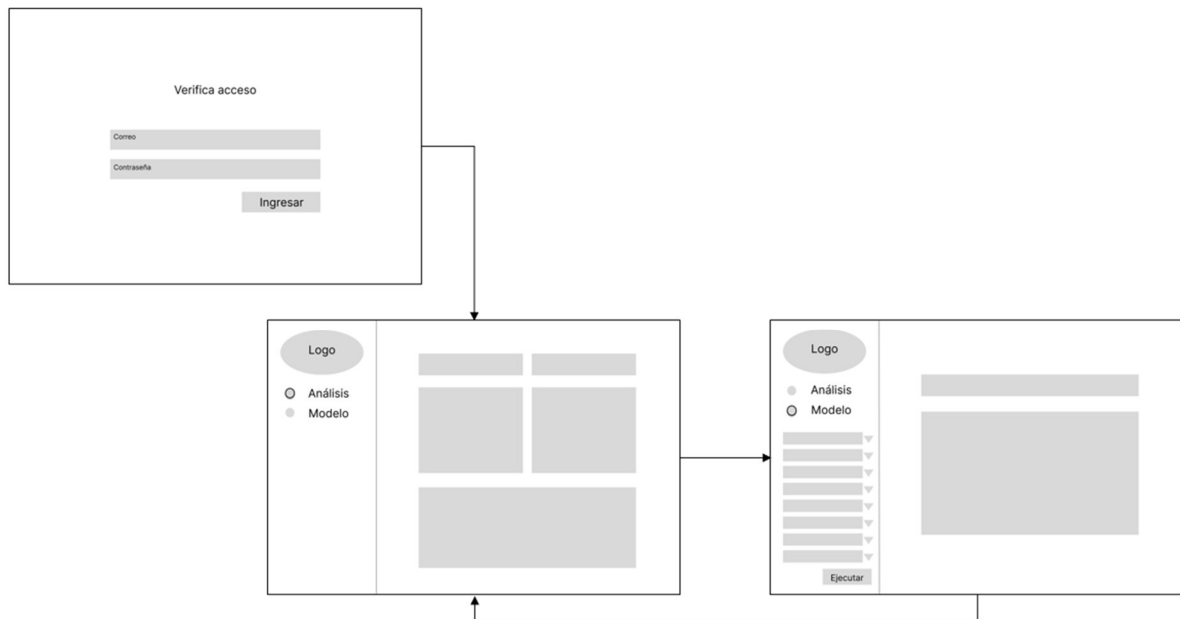 Verifica acceso
Correo
Contraseña
Ingresar
Logo
Análisis
Modelo
Logo
Análisis
Modelo
Ejecutar